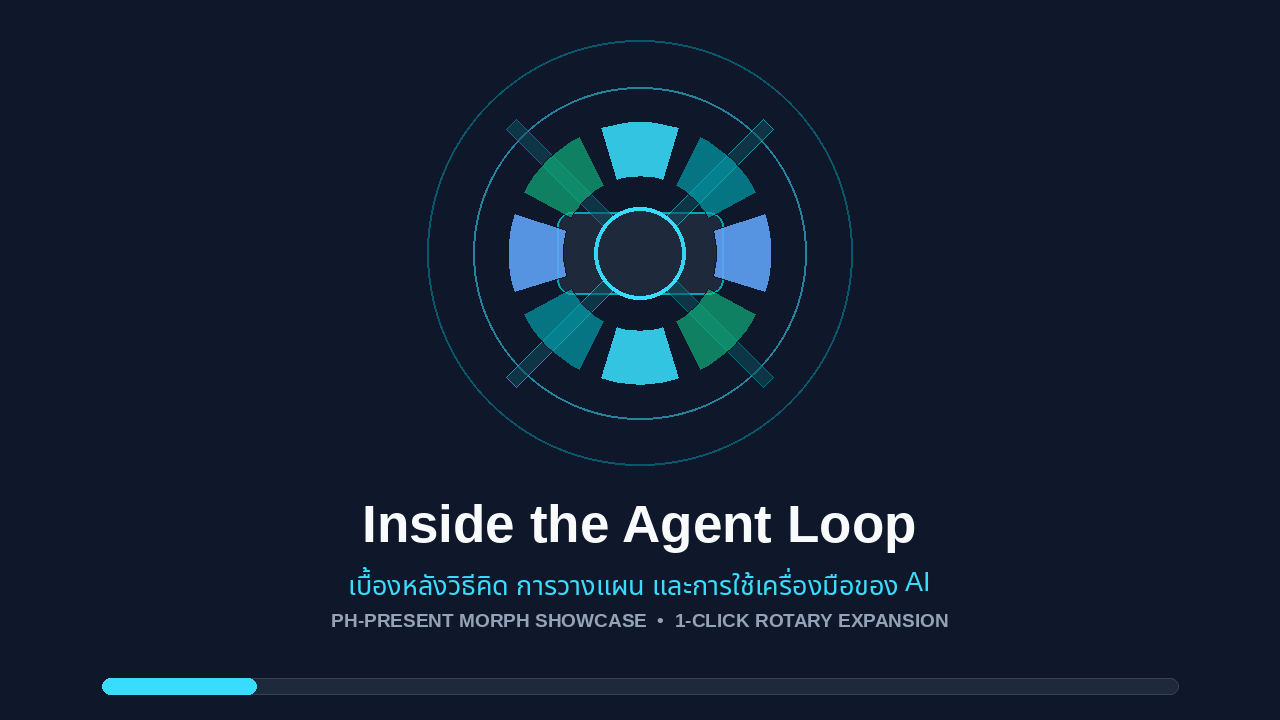 Inside the Agent Loop
เบื้องหลังวิธีคิด การวางแผน และการใช้เครื่องมือของ AI
PH-PRESENT MORPH SHOWCASE • 1-CLICK ROTARY EXPANSION